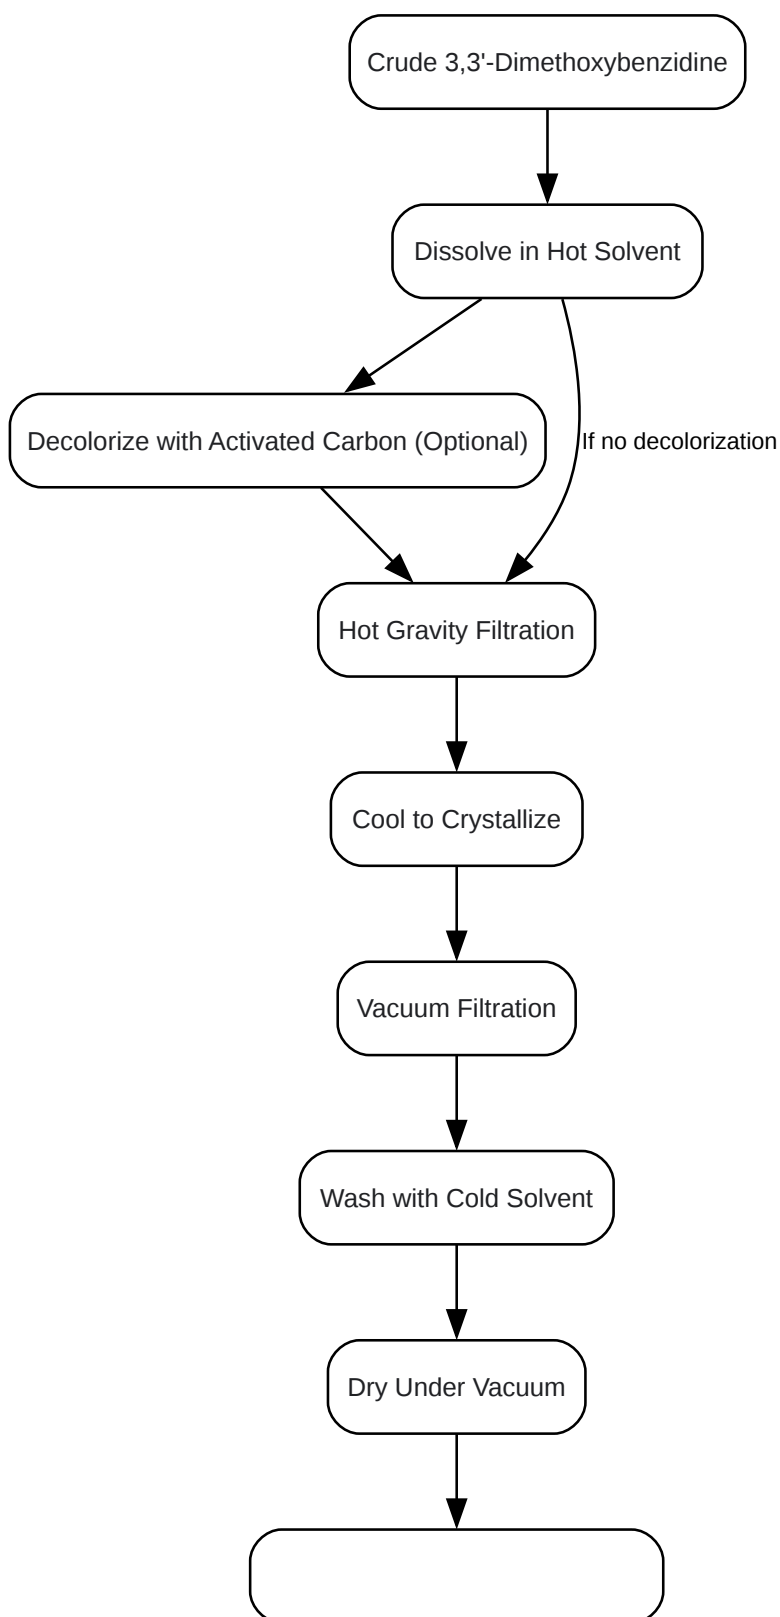 Crude 3,3'-Dimethoxybenzidine
Dissolve in Hot Solvent
Decolorize with Activated Carbon (Optional)
If no decolorization
Hot Gravity Filtration
Cool to Crystallize
Vacuum Filtration
Wash with Cold Solvent
Dry Under Vacuum